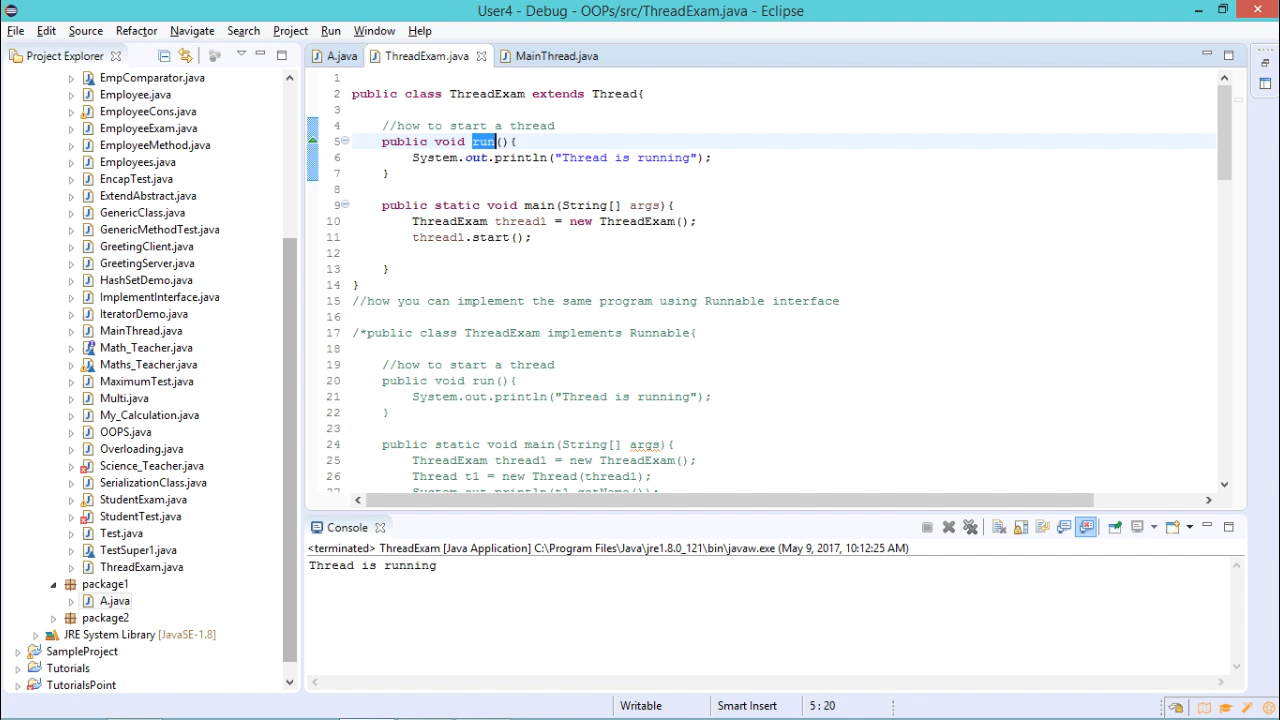 User4 - Debug - OOPs/src/ThreadExam.java - Eclipse
File Edit Source Refactor Navigate Search Project Run Window Help
Project Explorer
A.java ThreadExam.java MainThread.java
EmpComparator.java
Employee.java
EmployeeCons.java
EmployeeExam.java
EmployeeMethod.java
Employees.java
EncapTest.java
ExtendAbstract.java
GenericClass.java
GenericMethodTest.java
GreetingClient.java
GreetingServer.java
HashSetDemo.java
ImplementInterface.java
IteratorDemo.java
MainThread.java
Math_Teacher.java
Maths_Teacher.java
MaximumTest.java
Multi.java
My_Calculation.java
OOPS.java
Overloading.java
Science_Teacher.java
SerializationClass.java
StudentExam.java
StudentTest.java
Test.java
TestSuper1.java
ThreadExam.java
package1
A.java
package2
JRE System Library [JavaSE-1.8]
SampleProject
Tutorials
TutorialsPoint
1
2 public class ThreadExam extends Thread{
3
4 //how to start a thread
5 public void run(){
6 System.out.println("Thread is running");
7 }
8
9 public static void main(String[] args){
10 ThreadExam thread1 = new ThreadExam();
11 thread1.start();
12
13 }
14 }
15 //how you can implement the same program using Runnable interface
16
17 /*public class ThreadExam implements Runnable{
18
19 //how to start a thread
20 public void run(){
21 System.out.println("Thread is running");
22 }
23
24 public static void main(String[] args){
25 ThreadExam thread1 = new ThreadExam();
26 Thread t1 = new Thread(thread1);
27 System.out.println(t1.getName());
Console
<terminated> ThreadExam [Java Application] C:\Program Files\Java\jre1.8.0_121\bin\javaw.exe (May 9, 2017, 10:12:25 AM)
Thread is running
Writable Smart Insert 5 : 20